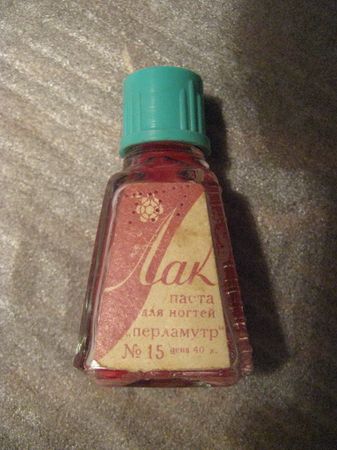 Лак
паста
для ногтей
„перламутр“
№ 15 цена 40 к.